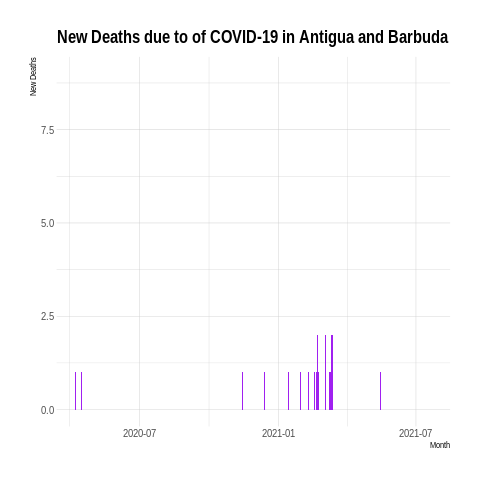 New Deaths due to of COVID-19 in Antigua and Barbuda
New Deaths
7.5
5.0
2.5
0.0
2020-07 2021-01 2021-07
Month